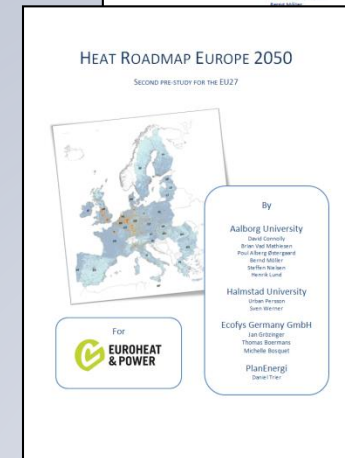 HEAT ROADMAP EUROPE 2050
SECOND PRE-STUDY FOR THE EU27
By
Aalborg University
David Connolly
Brian Vad Mathiesen
Poul Alberg Østergaard
Bernd Möller
Steffen Nielsen
Henrik Lund
Halmstad University
Urban Persson
Sven Werner
Ecofys Germany GmbH
Jan Grözinger
Thomas Boermans
Michelle Bosquet
PlanEnergi
Daniel Trier
For
EUROHEAT
& POWER